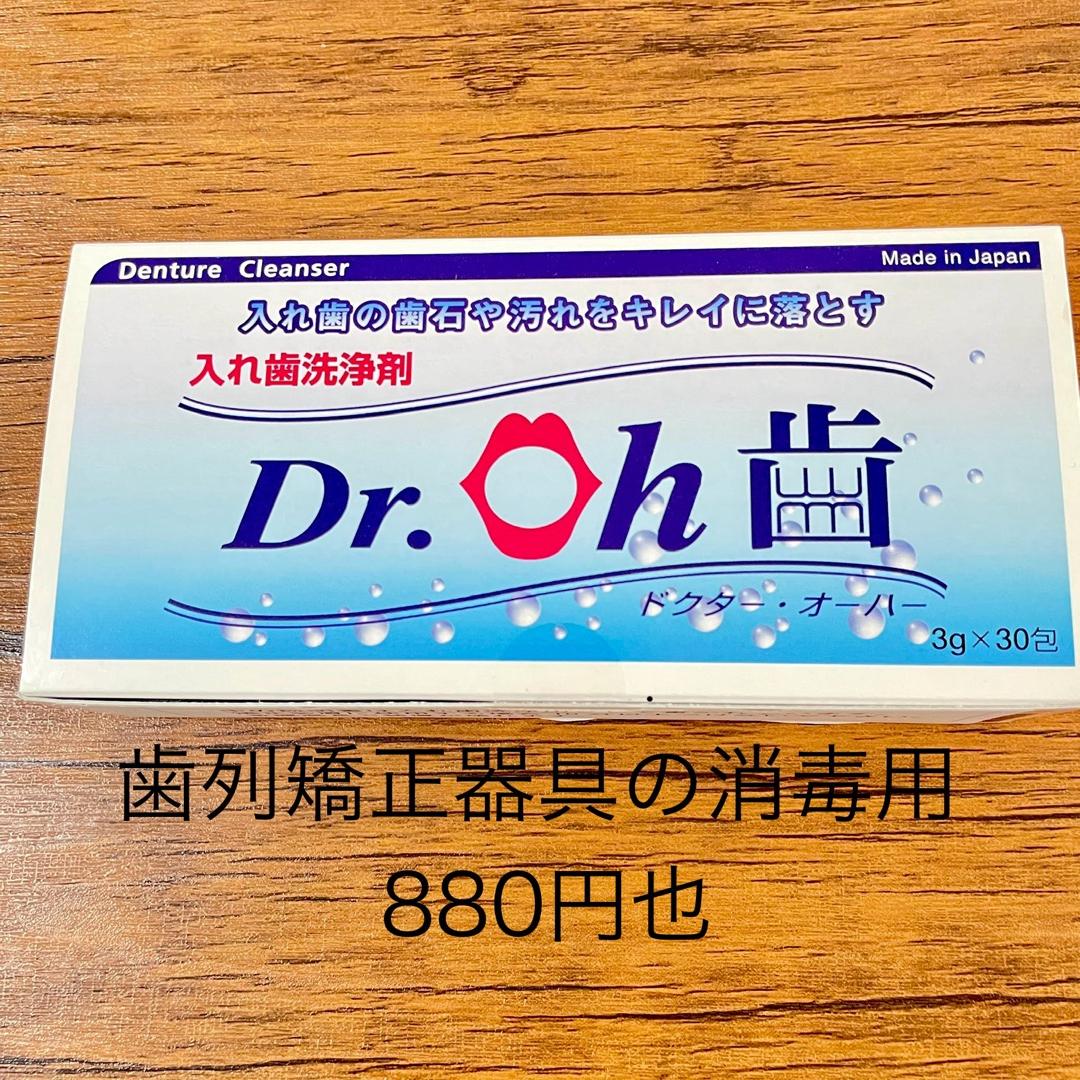 Denture Cleanser
Made in Japan
入れ歯の歯石や汚れをキレイに落とす
入れ歯洗浄剤
Dr. Oh歯
ドクター・オーハー
3g×30包
歯列矯正器具の消毒用
880円也